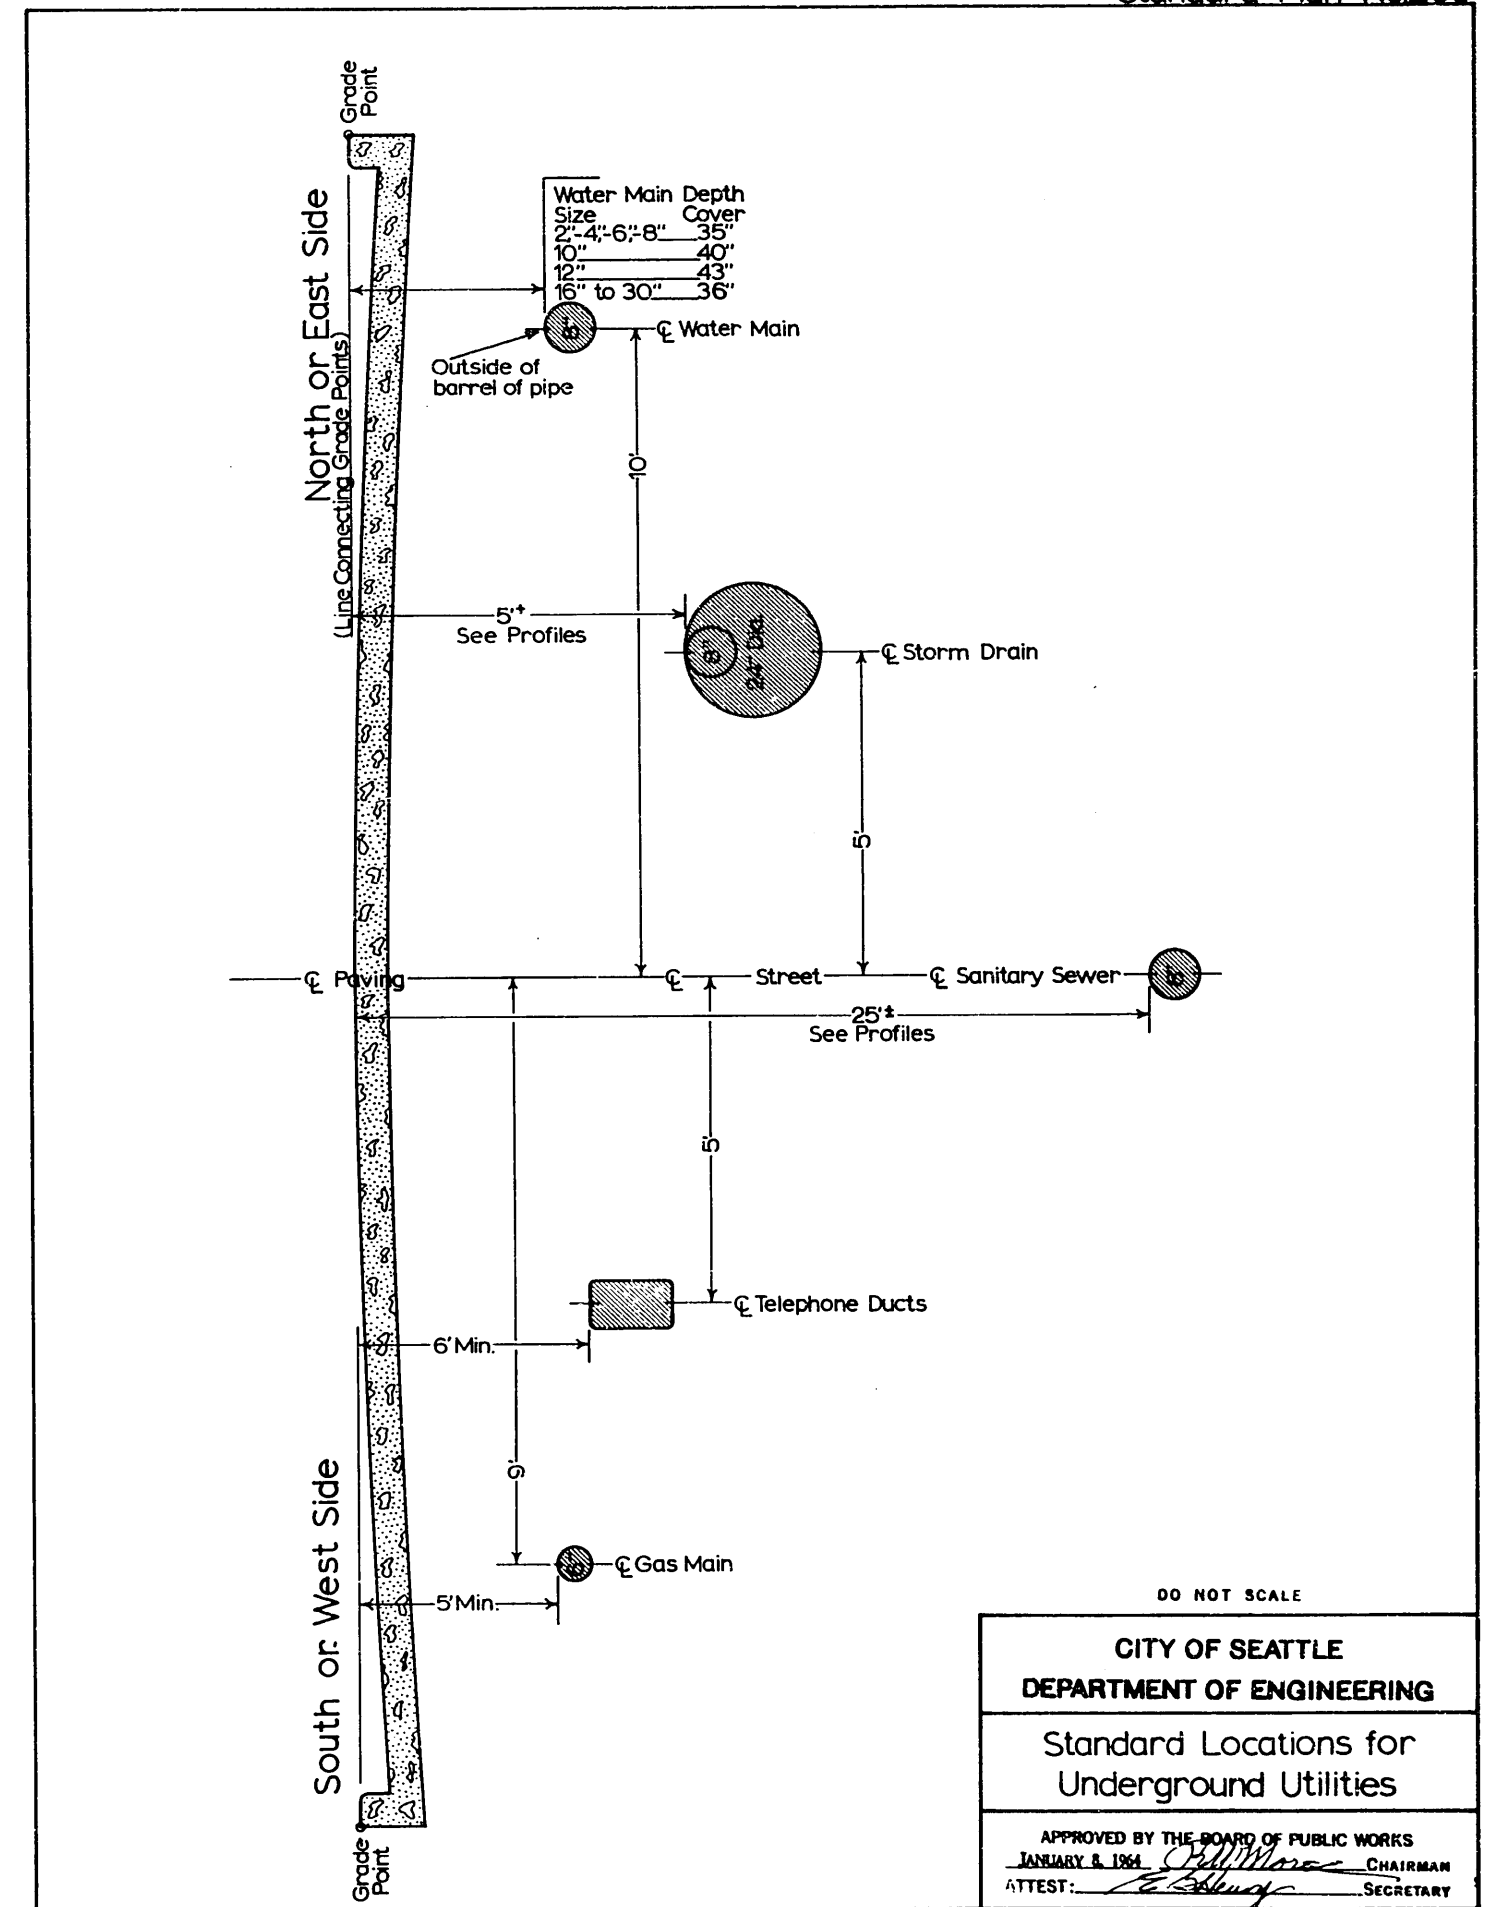 Grade
Point
North or East Side
(Line Connecting Grade Points)
Water Main Depth
Size Cover
2"-4"-6"-8" 35"
10" 40"
12" 43"
16" to 30" 36"
8"
℄ Water Main
Outside of
barrel of pipe
10'
5'+
See Profiles
8"
24" Dia.
℄ Storm Drain
5'
℄ Paving
℄ Street
℄ Sanitary Sewer
8"
25'±
See Profiles
5'
℄ Telephone Ducts
6' Min.
9'
South or West Side
℄ Gas Main
5' Min.
Grade
Point
DO NOT SCALE
CITY OF SEATTLE
DEPARTMENT OF ENGINEERING
Standard Locations for
Underground Utilities
APPROVED BY THE BOARD OF PUBLIC WORKS
JANUARY 8, 1964 CHAIRMAN
ATTEST: SECRETARY